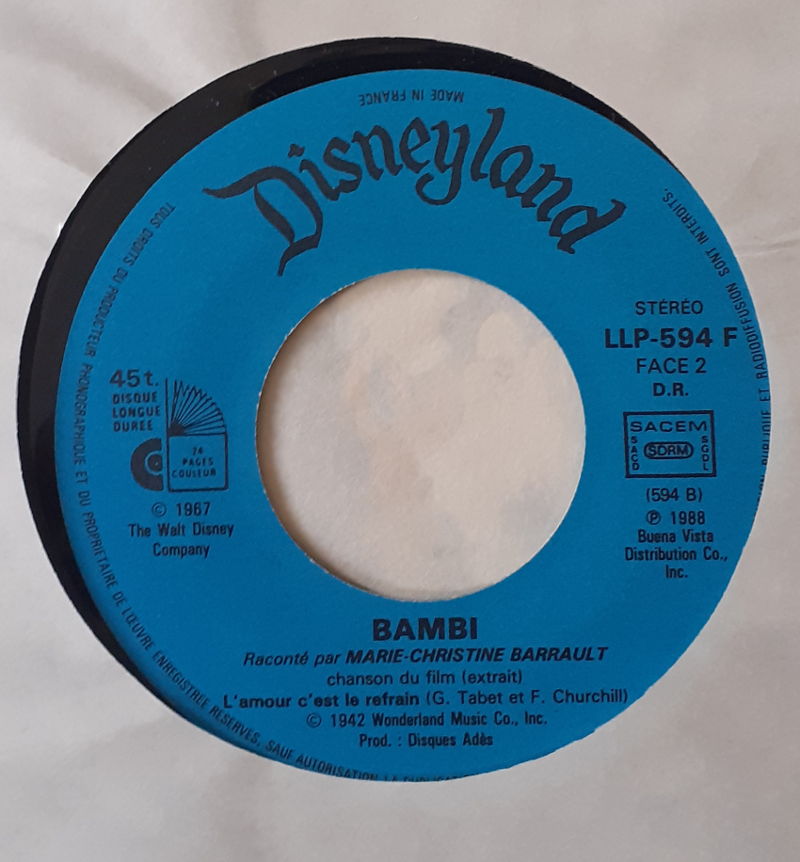 MADE IN FRANCE
Disneyland
TOUS DROITS DU PRODUCTEUR PHONOGRAPHIQUE ET DU PROPRIETAIRE DE L'ŒUVRE ENREGISTREE RESERVES, SAUF AUTORISATION LA
ET RADIODIFFUSION SONT INTERDITS.
STÉRÉO
LLP-594 F
FACE 2
D.R.
SACEM
SACD
SDRM
SGDL
(594 B)
℗ 1988
Buena Vista
Distribution Co.,
Inc.
45t.
DISQUE
LONGUE
DUREE
24
PAGES
COULEUR
© 1967
The Walt Disney
Company
BAMBI
Raconté par MARIE-CHRISTINE BARRAULT
chanson du film (extrait)
L'amour c'est le refrain (G. Tabet et F. Churchill)
© 1942 Wonderland Music Co., Inc.
Prod. : Disques Adès